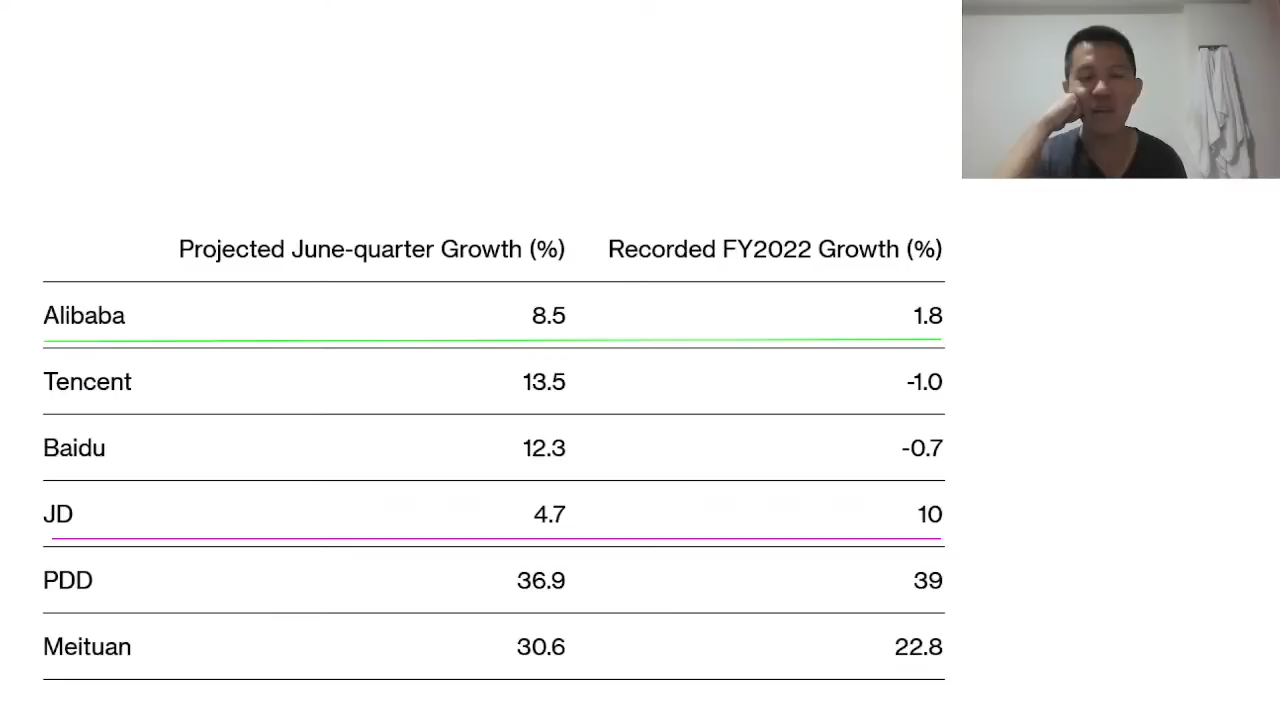 Projected June-quarter Growth (%) Recorded FY2022 Growth (%)
Alibaba 8.5 1.8
Tencent 13.5 -1.0
Baidu 12.3 -0.7
JD 4.7 10
PDD 36.9 39
Meituan 30.6 22.8